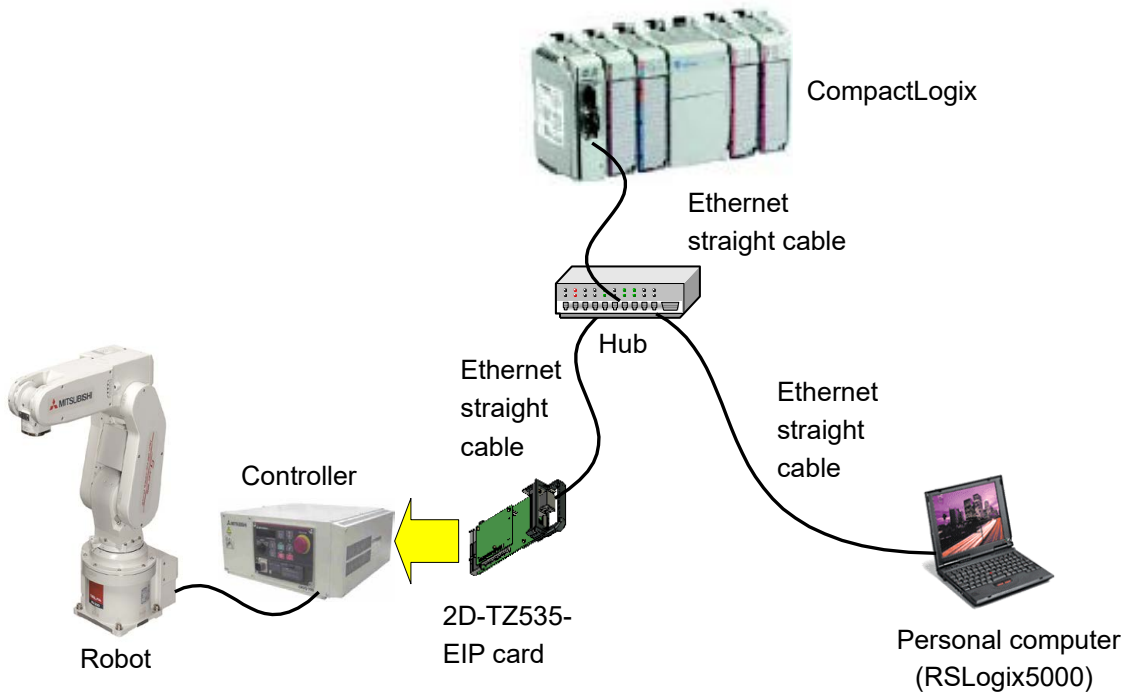 CompactLogix
Ethernet
straight cable
Hub
Ethernet
straight
cable
Ethernet
straight
cable
MITSUBISHI
Controller
2D-TZ535-
EIP card
Robot
Personal computer
(RSLogix5000)